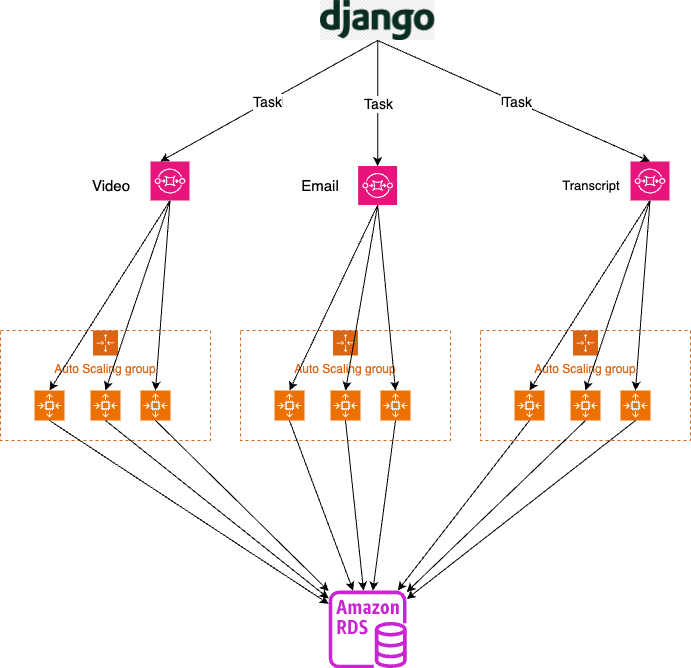 django
Task
Task
Task
Video
Email
Transcript
Auto Scaling group
Auto Scaling group
Auto Scaling group
Amazon
RDS